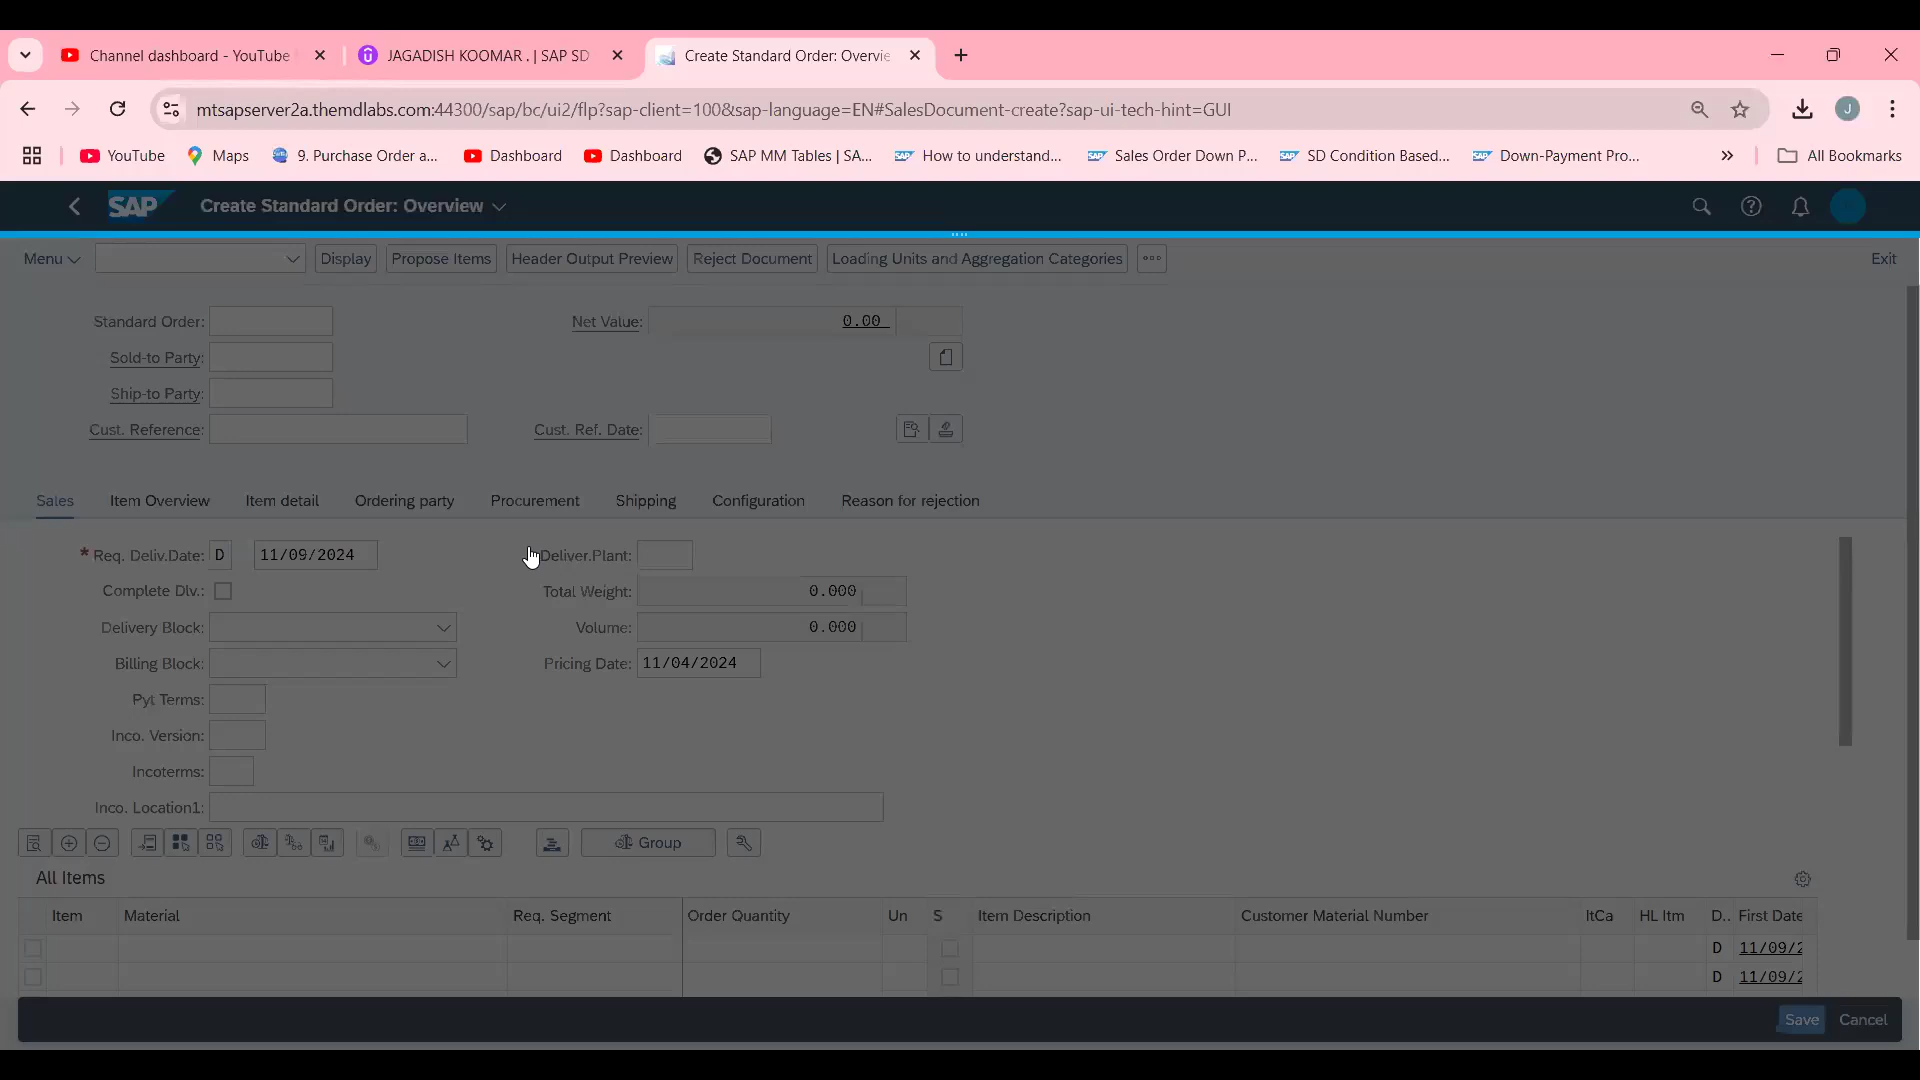 Channel dashboard - YouTube
JAGADISH KOOMAR . | SAP SD
Create Standard Order: Overvie
mtsapserver2a.themdlabs.com:44300/sap/bc/ui2/flp?sap-client=100&sap-language=EN#SalesDocument-create?sap-ui-tech-hint=GUI
J
YouTube Maps 9. Purchase Order a... Dashboard Dashboard SAP MM Tables | SA... How to understand... Sales Order Down P... SD Condition Based... Down-Payment Pro... » All Bookmarks
SAP Create Standard Order: Overview
Menu Display Propose Items Header Output Preview Reject Document Loading Units and Aggregation Categories Exit
Standard Order: Net Value: 0.00
Sold-to Party:
Ship-to Party:
Cust. Reference: Cust. Ref. Date:
Sales Item Overview Item detail Ordering party Procurement Shipping Configuration Reason for rejection
* Req. Deliv.Date: D 11/09/2024 Deliver.Plant:
Complete Dlv.: Total Weight: 0.000
Delivery Block: Volume: 0.000
Billing Block: Pricing Date: 11/04/2024
Pyt Terms:
Inco. Version:
Incoterms:
Inco. Location1:
Group
All Items
Item Material Req. Segment Order Quantity Un S Item Description Customer Material Number ItCa HL Itm D.. First Date
D 11/09/2
D 11/09/2
Save Cancel